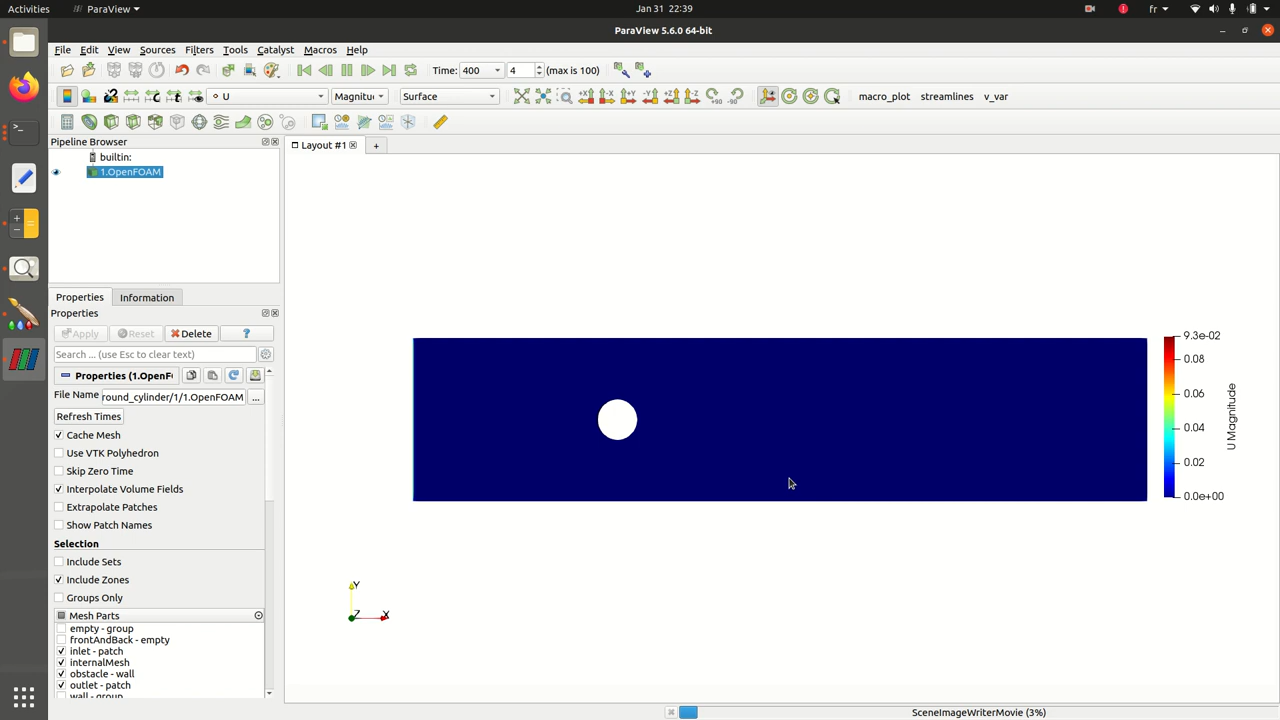 Activities ParaView Jan 31 22:39 fr
ParaView 5.6.0 64-bit
File Edit View Sources Filters Tools Catalyst Macros Help
Time: 400 4 (max is 100)
U Magnitu Surface macro_plot streamlines v_var
Pipeline Browser
builtin:
1.OpenFOAM
Layout #1
Properties Information
Properties
Apply Reset Delete ?
Search ... (use Esc to clear text)
Properties (1.OpenF
File Name round_cylinder/1/1.OpenFOAM ...
Refresh Times
Cache Mesh
Use VTK Polyhedron
Skip Zero Time
Interpolate Volume Fields
Extrapolate Patches
Show Patch Names
Selection
Include Sets
Include Zones
Groups Only
Mesh Parts
empty - group
frontAndBack - empty
inlet - patch
internalMesh
obstacle - wall
outlet - patch
wall - group
9.3e-02
0.08
0.06
0.04
0.02
0.0e+00
U Magnitude
Y
Z X
SceneImageWriterMovie (3%)